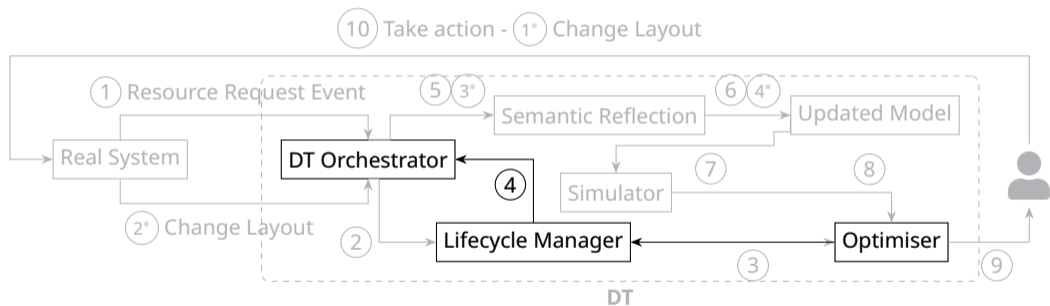 10 Take action - 1* Change Layout
1 Resource Request Event
5 3*
6 4*
Semantic Reflection
Updated Model
Real System
DT Orchestrator
7
8
4
Simulator
2* Change Layout
2
Lifecycle Manager
Optimiser
3
9
DT